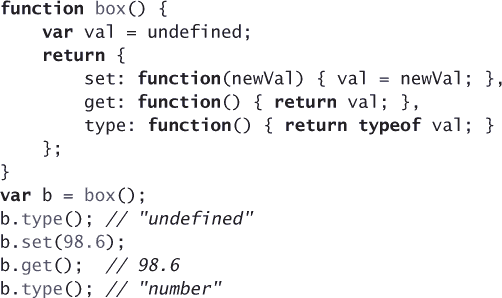 function box() {
    var val = undefined;
    return {
        set: function(newVal) { val = newVal; },
        get: function() { return val; },
        type: function() { return typeof val; }
    };
}
var b = box();
b.type(); // "undefined"
b.set(98.6);
b.get();  // 98.6
b.type(); // "number"